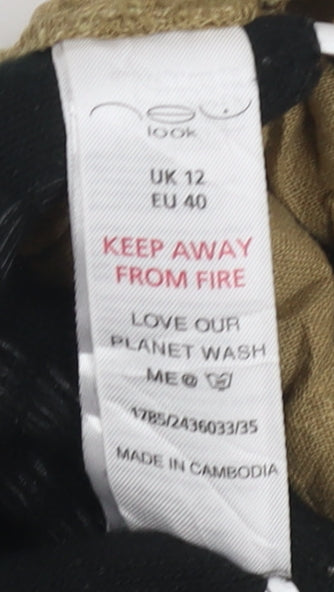 new
look
UK 12
EU 40
KEEP AWAY
FROM FIRE
LOVE OUR
PLANET WASH
ME@
1785/2436033/35
MADE IN CAMBODIA